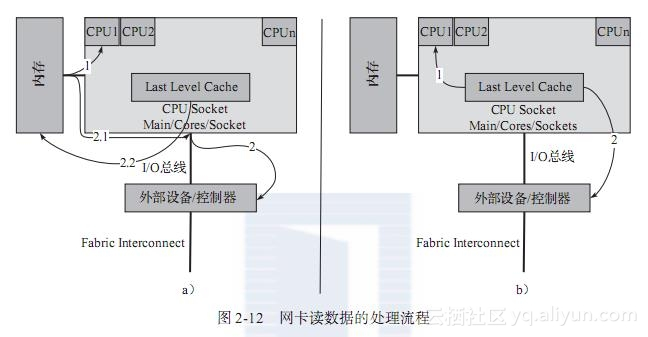 CPU1 CPU2 CPUn
内存
1
Last Level Cache
CPU Socket
Main/Cores/Socket
2.1
2
2.2
I/O总线
外部设备/控制器
Fabric Interconnect
a）
CPU1 CPU2 CPUn
内存
1
Last Level Cache
CPU Socket
Main/Cores/Sockets
2
I/O总线
外部设备/控制器
Fabric Interconnect
b）
图 2-12 网卡读数据的处理流程
云栖社区 yq.aliyun.com